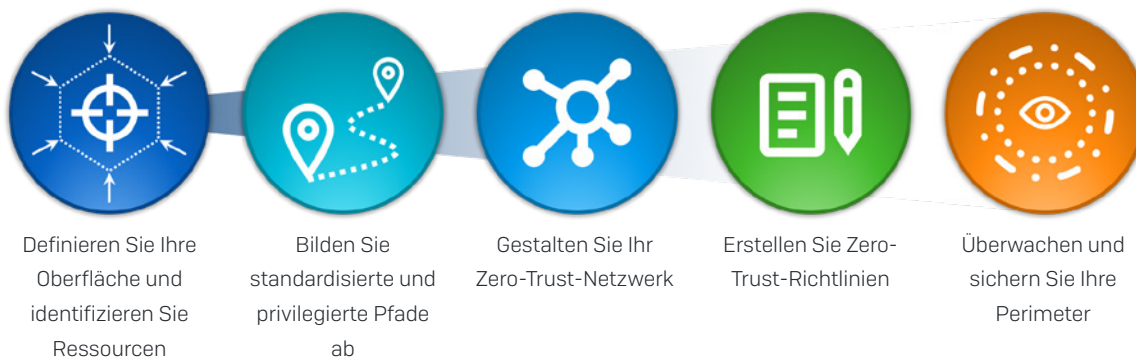 Definieren Sie Ihre
Oberfläche und
identifizieren Sie
Ressourcen
Bilden Sie
standardisierte und
privilegierte Pfade
ab
Gestalten Sie Ihr
Zero-Trust-Netzwerk
Erstellen Sie Zero-
Trust-Richtlinien
Überwachen und
sichern Sie Ihre
Perimeter